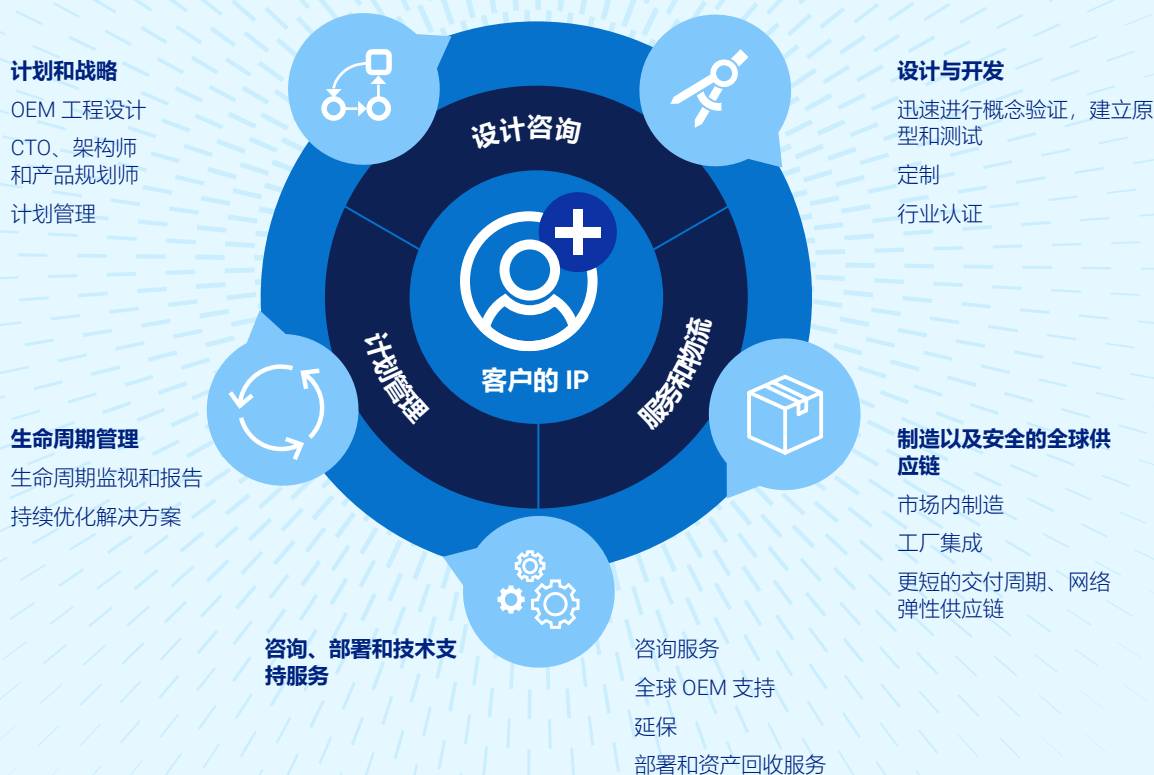 计划和战略
OEM 工程设计
CTO、架构师
和产品规划师
计划管理
设计与开发
迅速进行概念验证，建立原
型和测试
定制
行业认证
设计咨询
计划管理
服务和物流
客户的 IP
生命周期管理
生命周期监视和报告
持续优化解决方案
制造以及安全的全球供
应链
市场内制造
工厂集成
更短的交付周期、网络
弹性供应链
咨询、部署和技术支
持服务
咨询服务
全球 OEM 支持
延保
部署和资产回收服务